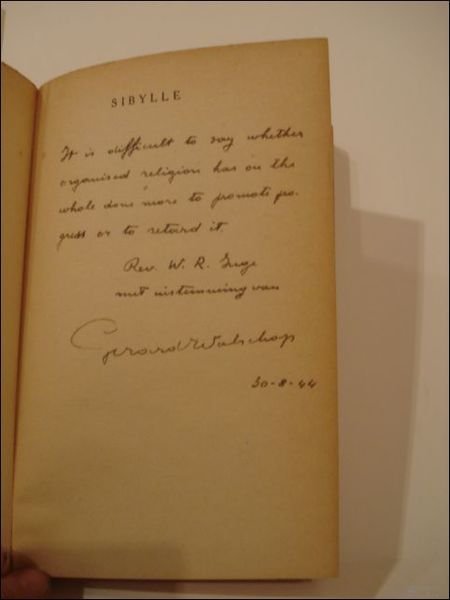 SIBYLLE
It is difficult to say whether
organised religion has on the
whole done more to promote pro-
gress or to retard it.
Rev. W. R. Inge
met instemming van
Gerard Walschap
30-8-44